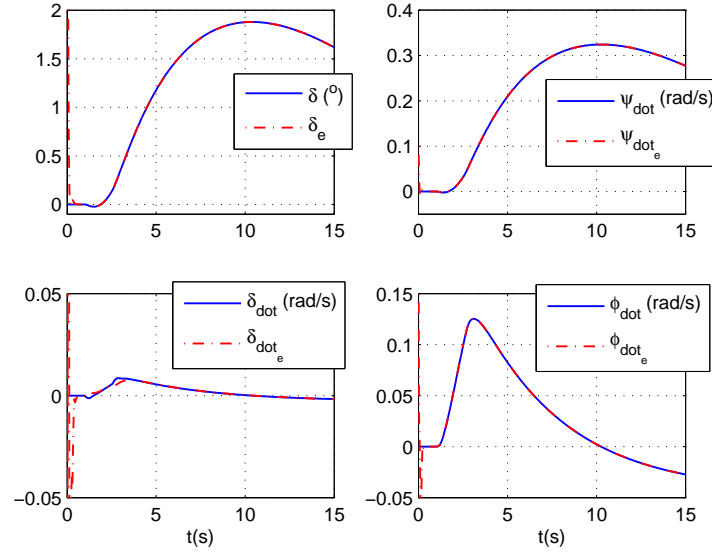 2
1.5
1
0.5
0
0 5 10 15
δ (°)
δe
0.4
0.3
0.2
0.1
0
0 5 10 15
ψdot (rad/s)
ψdote
0.05
0
−0.05
0 5 10 15
t(s)
δdot (rad/s)
δdote
0.15
0.1
0.05
0
−0.05
0 5 10 15
t(s)
ϕdot (rad/s)
ϕdote